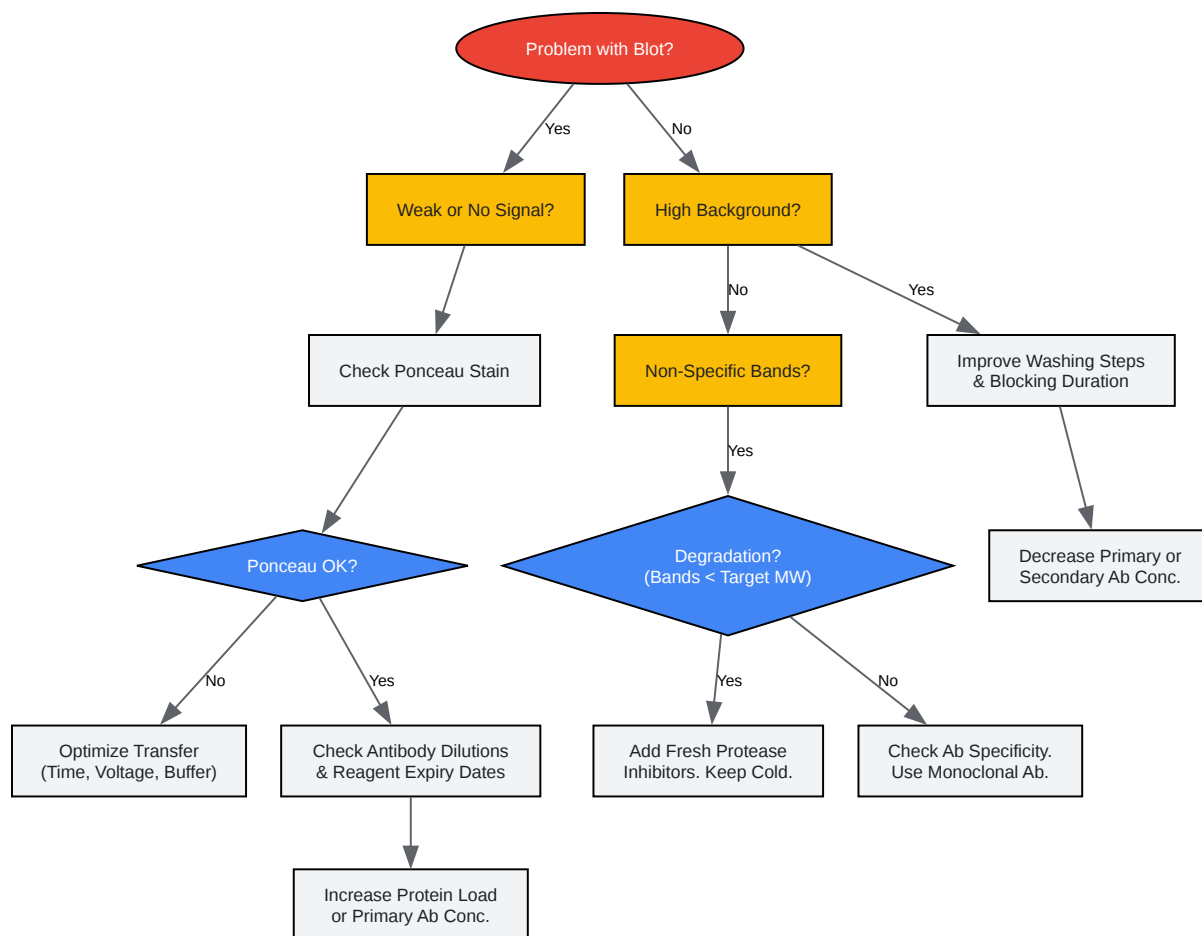 Problem with Blot?
Yes
No
Weak or No Signal?
High Background?
No
Yes
Check Ponceau Stain
Non-Specific Bands?
Improve Washing Steps
& Blocking Duration
Yes
Ponceau OK?
Degradation?
(Bands < Target MW)
Decrease Primary or
Secondary Ab Conc.
No
Yes
Yes
No
Optimize Transfer
(Time, Voltage, Buffer)
Check Antibody Dilutions
& Reagent Expiry Dates
Add Fresh Protease
Inhibitors. Keep Cold.
Check Ab Specificity.
Use Monoclonal Ab.
Increase Protein Load
or Primary Ab Conc.